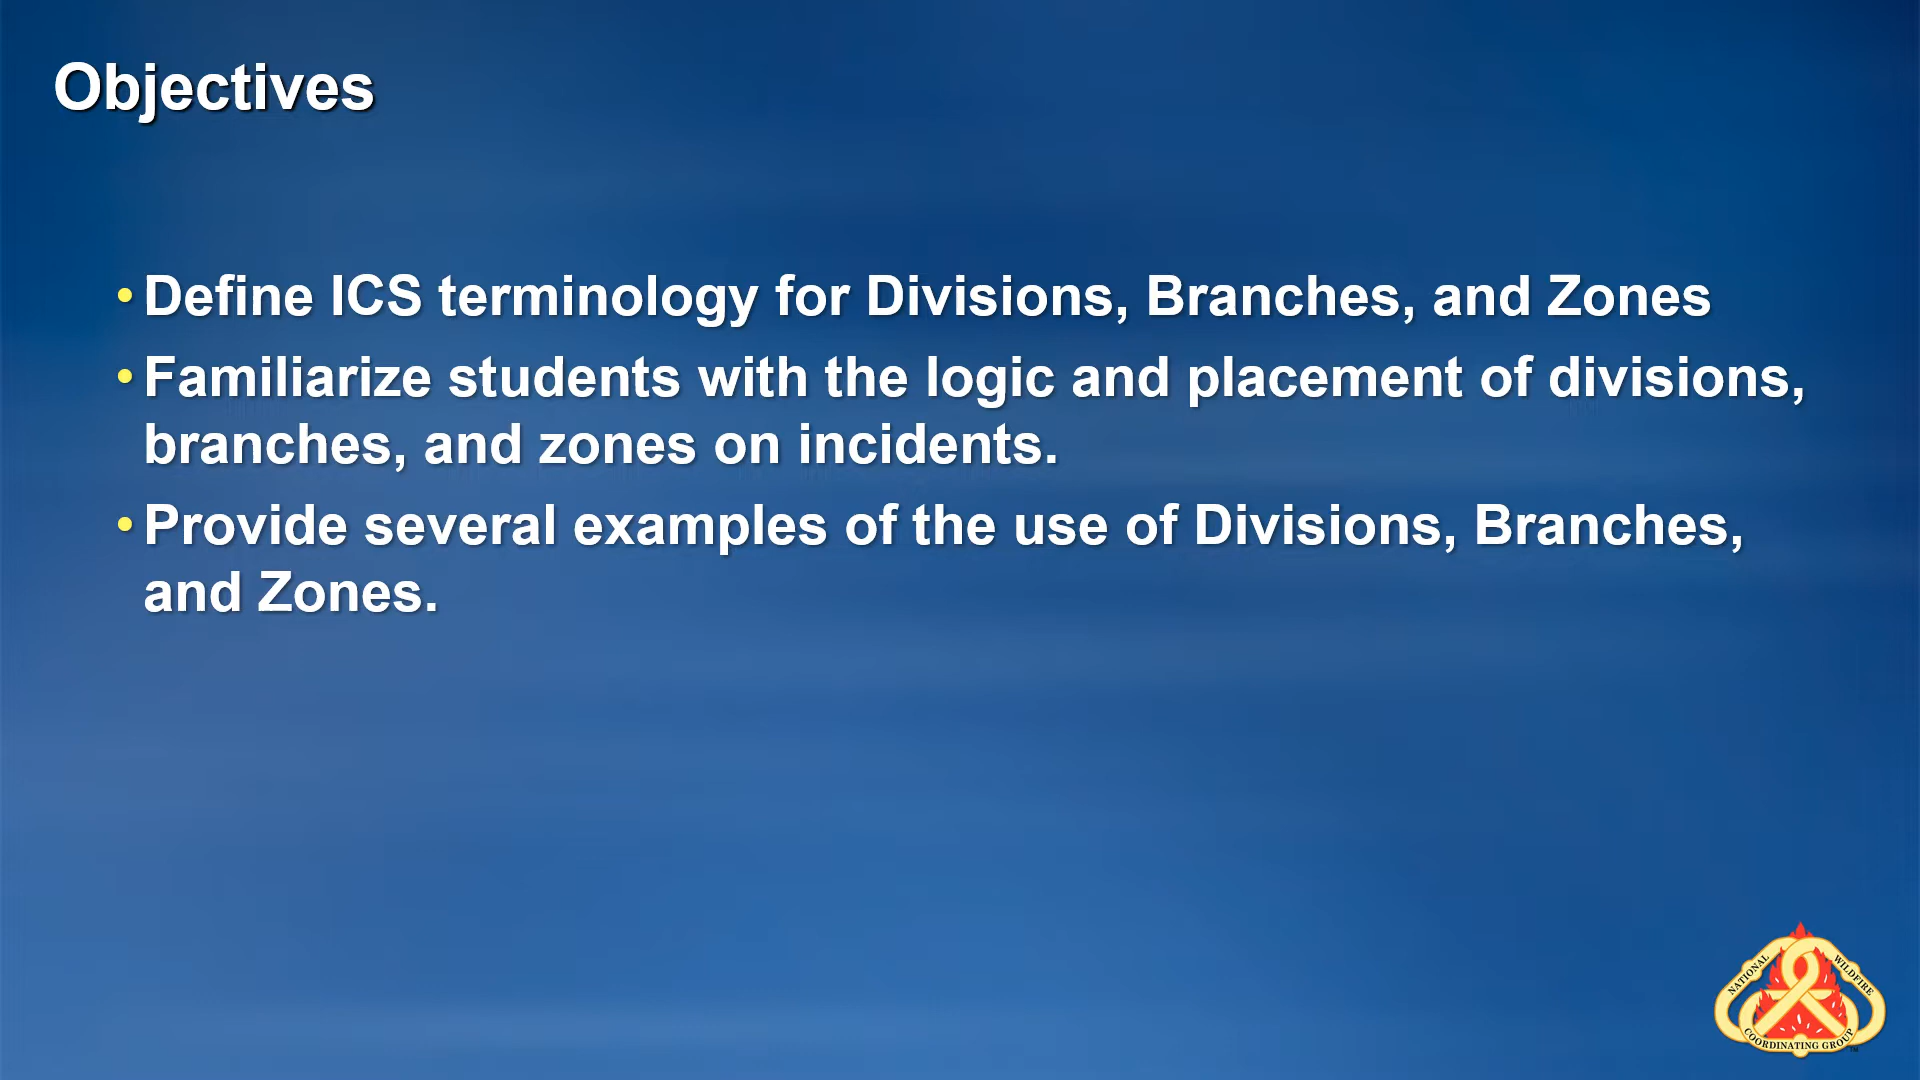 Objectives
• Define ICS terminology for Divisions, Branches, and Zones
• Familiarize students with the logic and placement of divisions,
branches, and zones on incidents.
• Provide several examples of the use of Divisions, Branches,
and Zones.
NATIONAL WILDFIRE
COORDINATING GROUP
TM